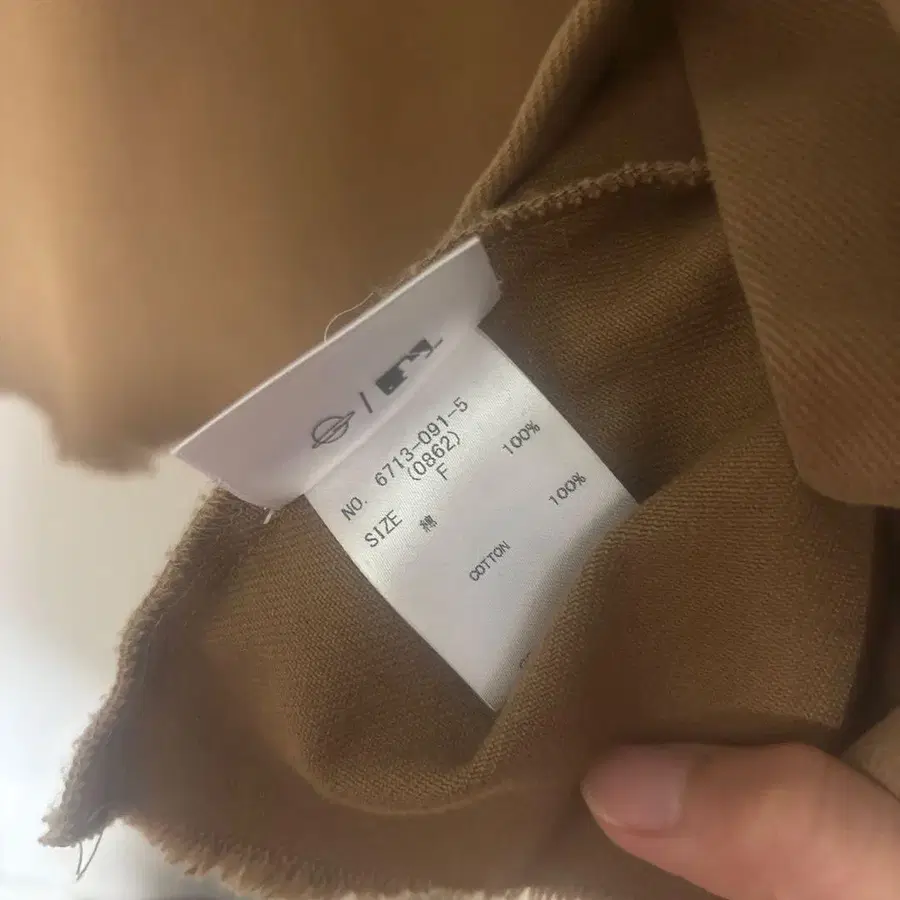 NO. 6713-091-5
(0862)
SIZE F
綿 100%
COTTON 100%